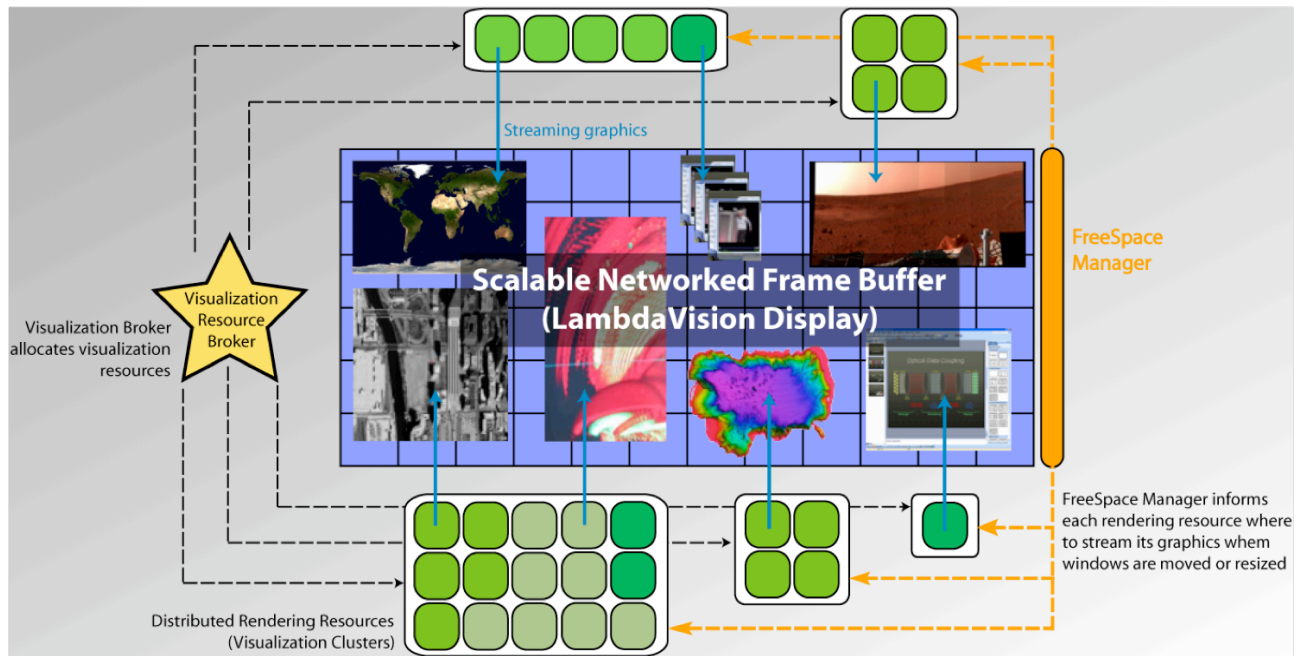 Streaming graphics
FreeSpace
Manager
Scalable Networked Frame Buffer
(LambdaVision Display)
Visualization
Resource
Broker
Visualization Broker
allocates visualization
resources
Optical Data Coupling
FreeSpace Manager informs
each rendering resource where
to stream its graphics whem
windows are moved or resized
Distributed Rendering Resources
(Visualization Clusters)